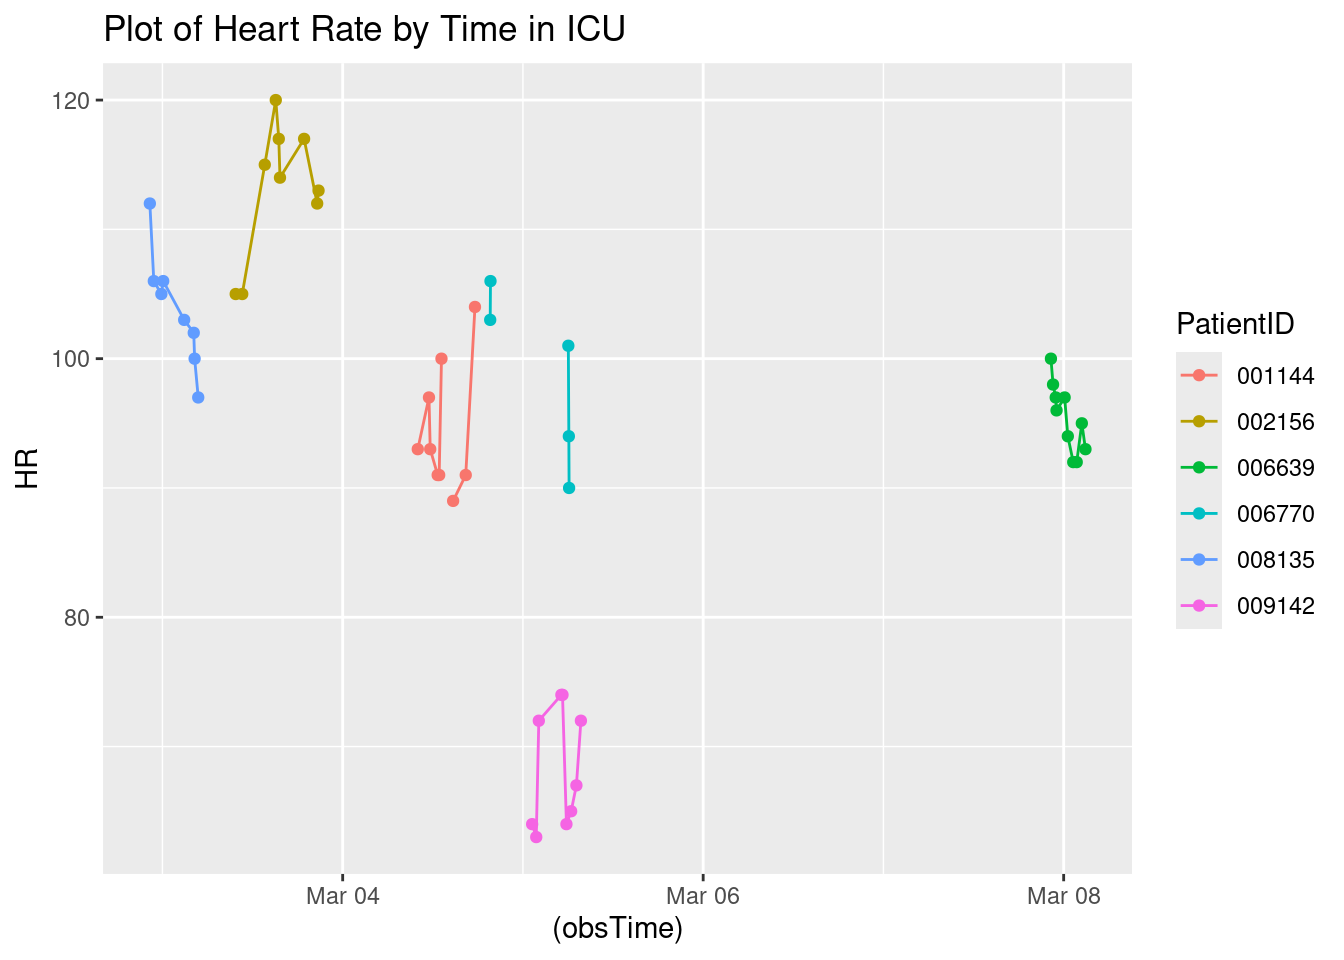 Plot of Heart Rate by Time in ICU
120
100
80
HR
Mar 04
Mar 06
Mar 08
(obsTime)
PatientID
001144
002156
006639
006770
008135
009142